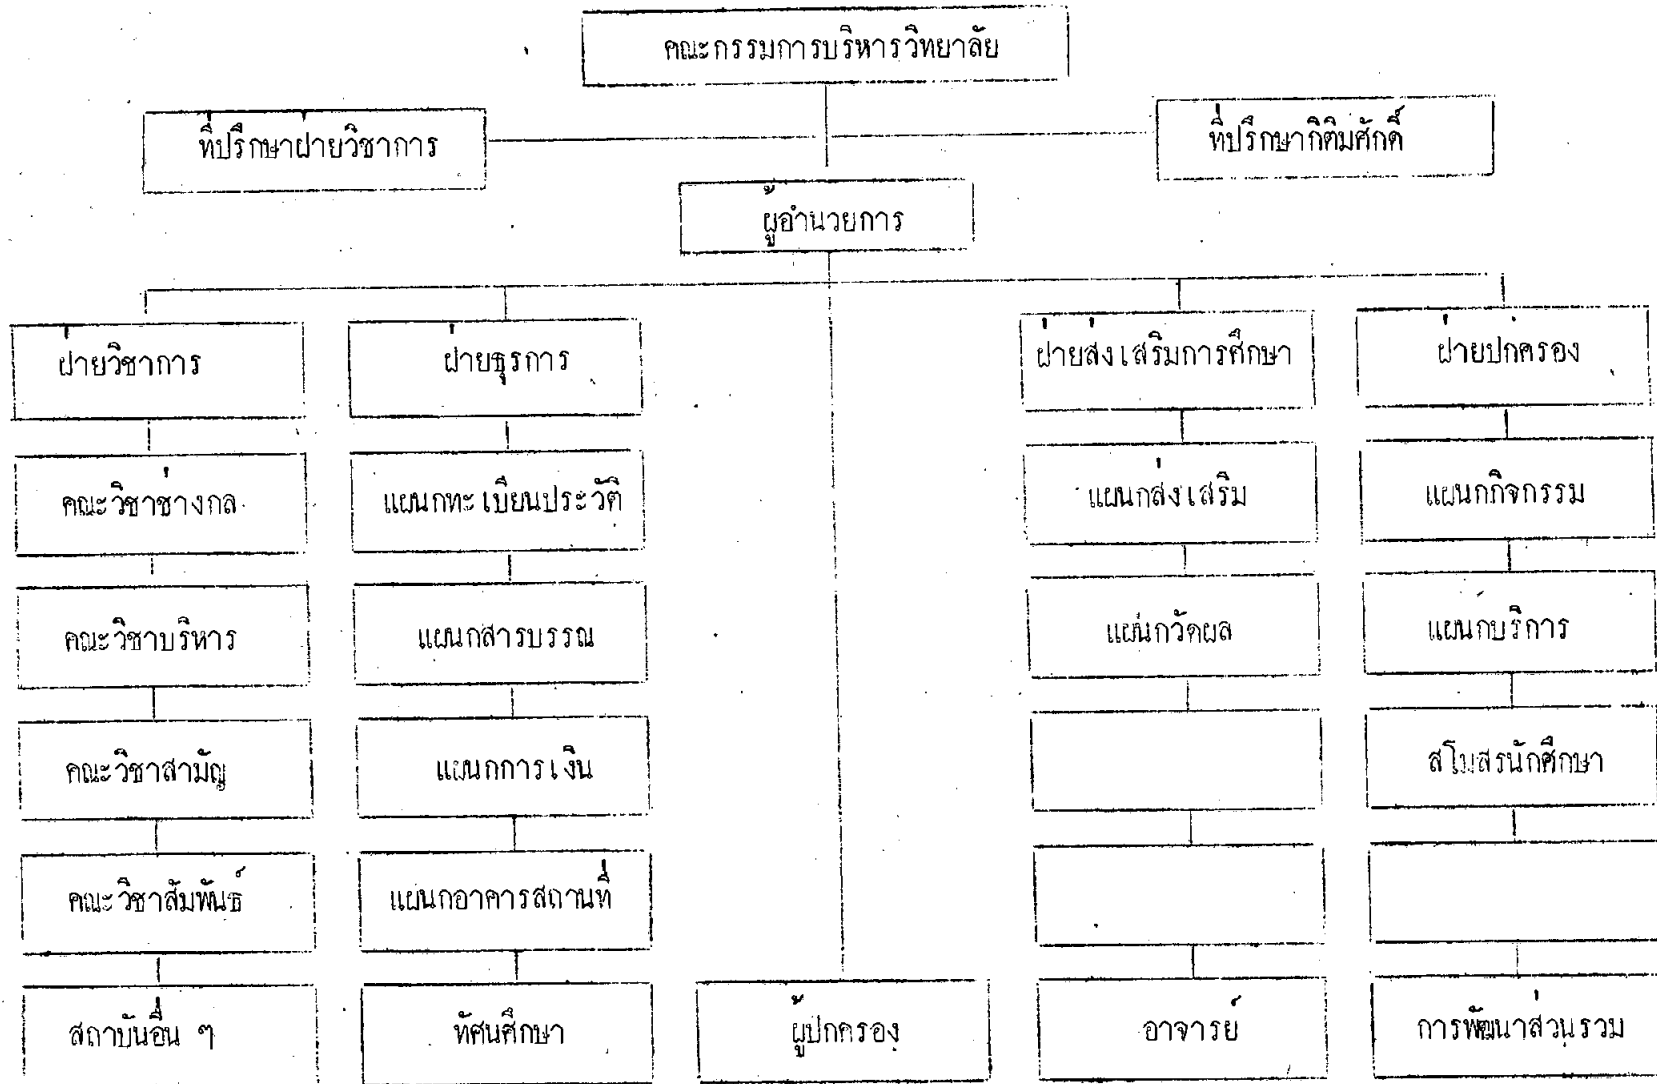 คณะกรรมการบริหารวิทยาลัย
ที่ปรึกษาฝ่ายวิชาการ
ที่ปรึกษากิติมศักดิ์
ผู้อำนวยการ
ฝ่ายวิชาการ
ฝ่ายธุรการ
ฝ่ายส่งเสริมการศึกษา
ฝ่ายปกครอง
คณะวิชาช่างกล
แผนกทะเบียนประวัติ
แผนกส่งเสริม
แผนกกิจกรรม
คณะวิชาบริหาร
แผนกสารบรรณ
แผนกวัดผล
แผนกบริการ
คณะวิชาสามัญ
แผนกการเงิน
สโมสรนักศึกษา
คณะวิชาสัมพันธ์
แผนกอาคารสถานที่
สถาบันอื่น ๆ
ทัศนศึกษา
ผู้ปกครอง
อาจารย์
การพัฒนาส่วนรวม